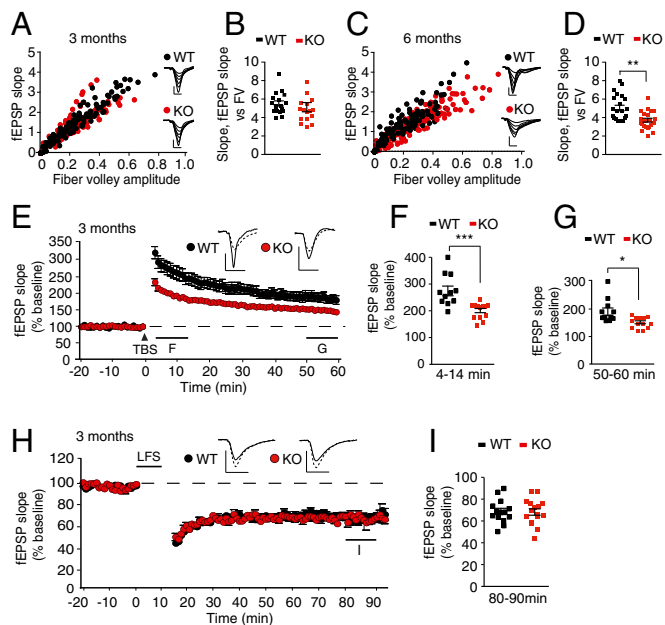 A
3 months
WT
KO
fEPSP slope
5
4
3
2
1
0
0 0.2 0.4 0.6 0.8 1.0
Fiber volley amplitude
B
WT KO
Slope, fEPSP slope
vs FV
10
8
6
4
2
0
C
6 months
WT
KO
fEPSP slope
5
4
3
2
1
0
0 0.2 0.4 0.6 0.8 1.0
Fiber volley amplitude
D
WT KO
**
Slope, fEPSP slope
vs FV
10
8
6
4
2
0
E
3 months
WT KO
fEPSP slope
(% baseline)
350
300
250
200
150
100
50
TBS
F
G
-20 -10 0 10 20 30 40 50 60
Time (min)
F
WT KO
***
fEPSP slope
(% baseline)
400
300
200
100
0
4-14 min
G
WT KO
*
fEPSP slope
(% baseline)
400
300
200
100
0
50-60 min
H
3 months
LFS
WT KO
fEPSP slope
(% baseline)
120
100
80
60
40
20
0
I
-20 -10 0 10 20 30 40 50 60 70 80 90
Time (min)
I
WT KO
fEPSP slope
(% baseline)
100
80
60
40
20
0
80-90min